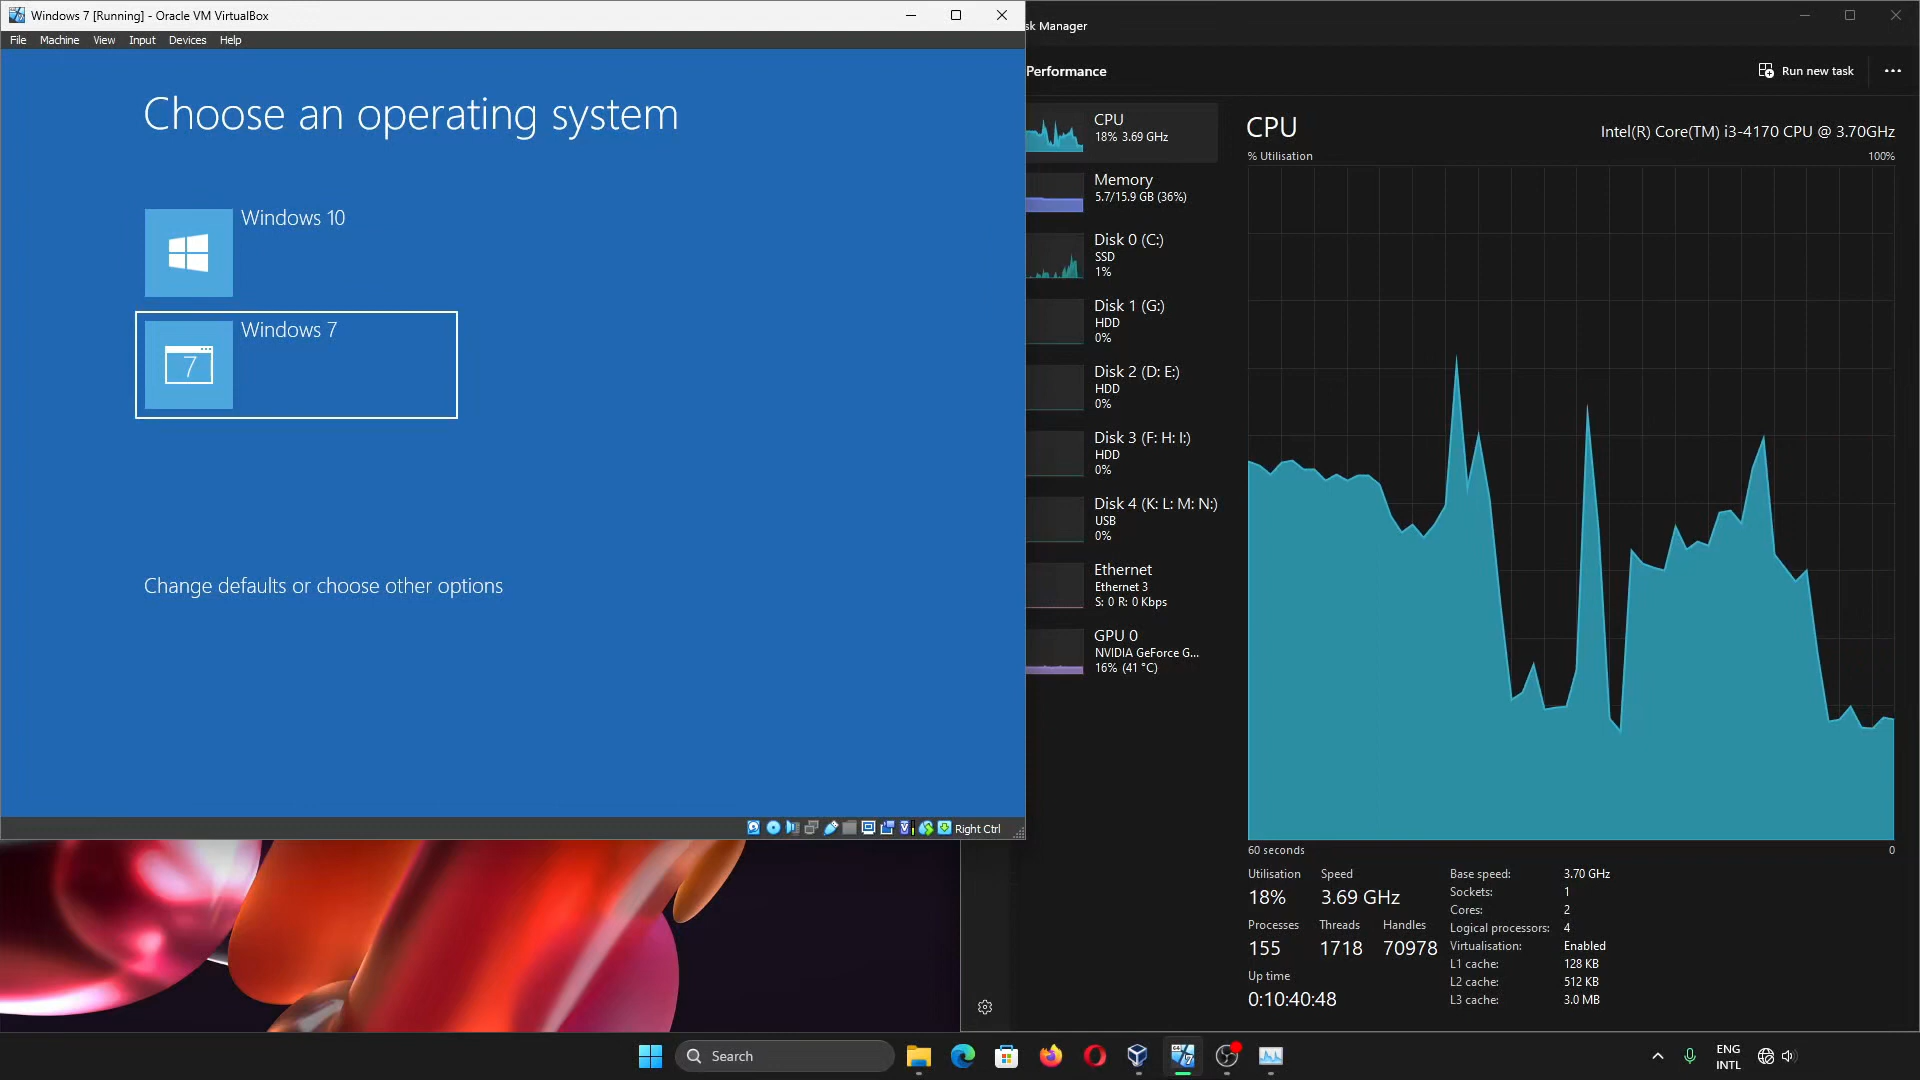 Windows 7 [Running] - Oracle VM VirtualBox
File Machine View Input Devices Help
Choose an operating system
Windows 10
7
Windows 7
Change defaults or choose other options
Right Ctrl
sk Manager
Performance
Run new task
CPU
18% 3.69 GHz
Memory
5.7/15.9 GB (36%)
Disk 0 (C:)
SSD
1%
Disk 1 (G:)
HDD
0%
Disk 2 (D: E:)
HDD
0%
Disk 3 (F: H: I:)
HDD
0%
Disk 4 (K: L: M: N:)
USB
0%
Ethernet
Ethernet 3
S: 0 R: 0 Kbps
GPU 0
NVIDIA GeForce G...
16% (41 °C)
CPU
Intel(R) Core(TM) i3-4170 CPU @ 3.70GHz
% Utilisation
100%
60 seconds
0
Utilisation Speed
18% 3.69 GHz
Processes Threads Handles
155 1718 70978
Up time
0:10:40:48
Base speed: 3.70 GHz
Sockets: 1
Cores: 2
Logical processors: 4
Virtualisation: Enabled
L1 cache: 128 KB
L2 cache: 512 KB
L3 cache: 3.0 MB
Search
ENG
INTL